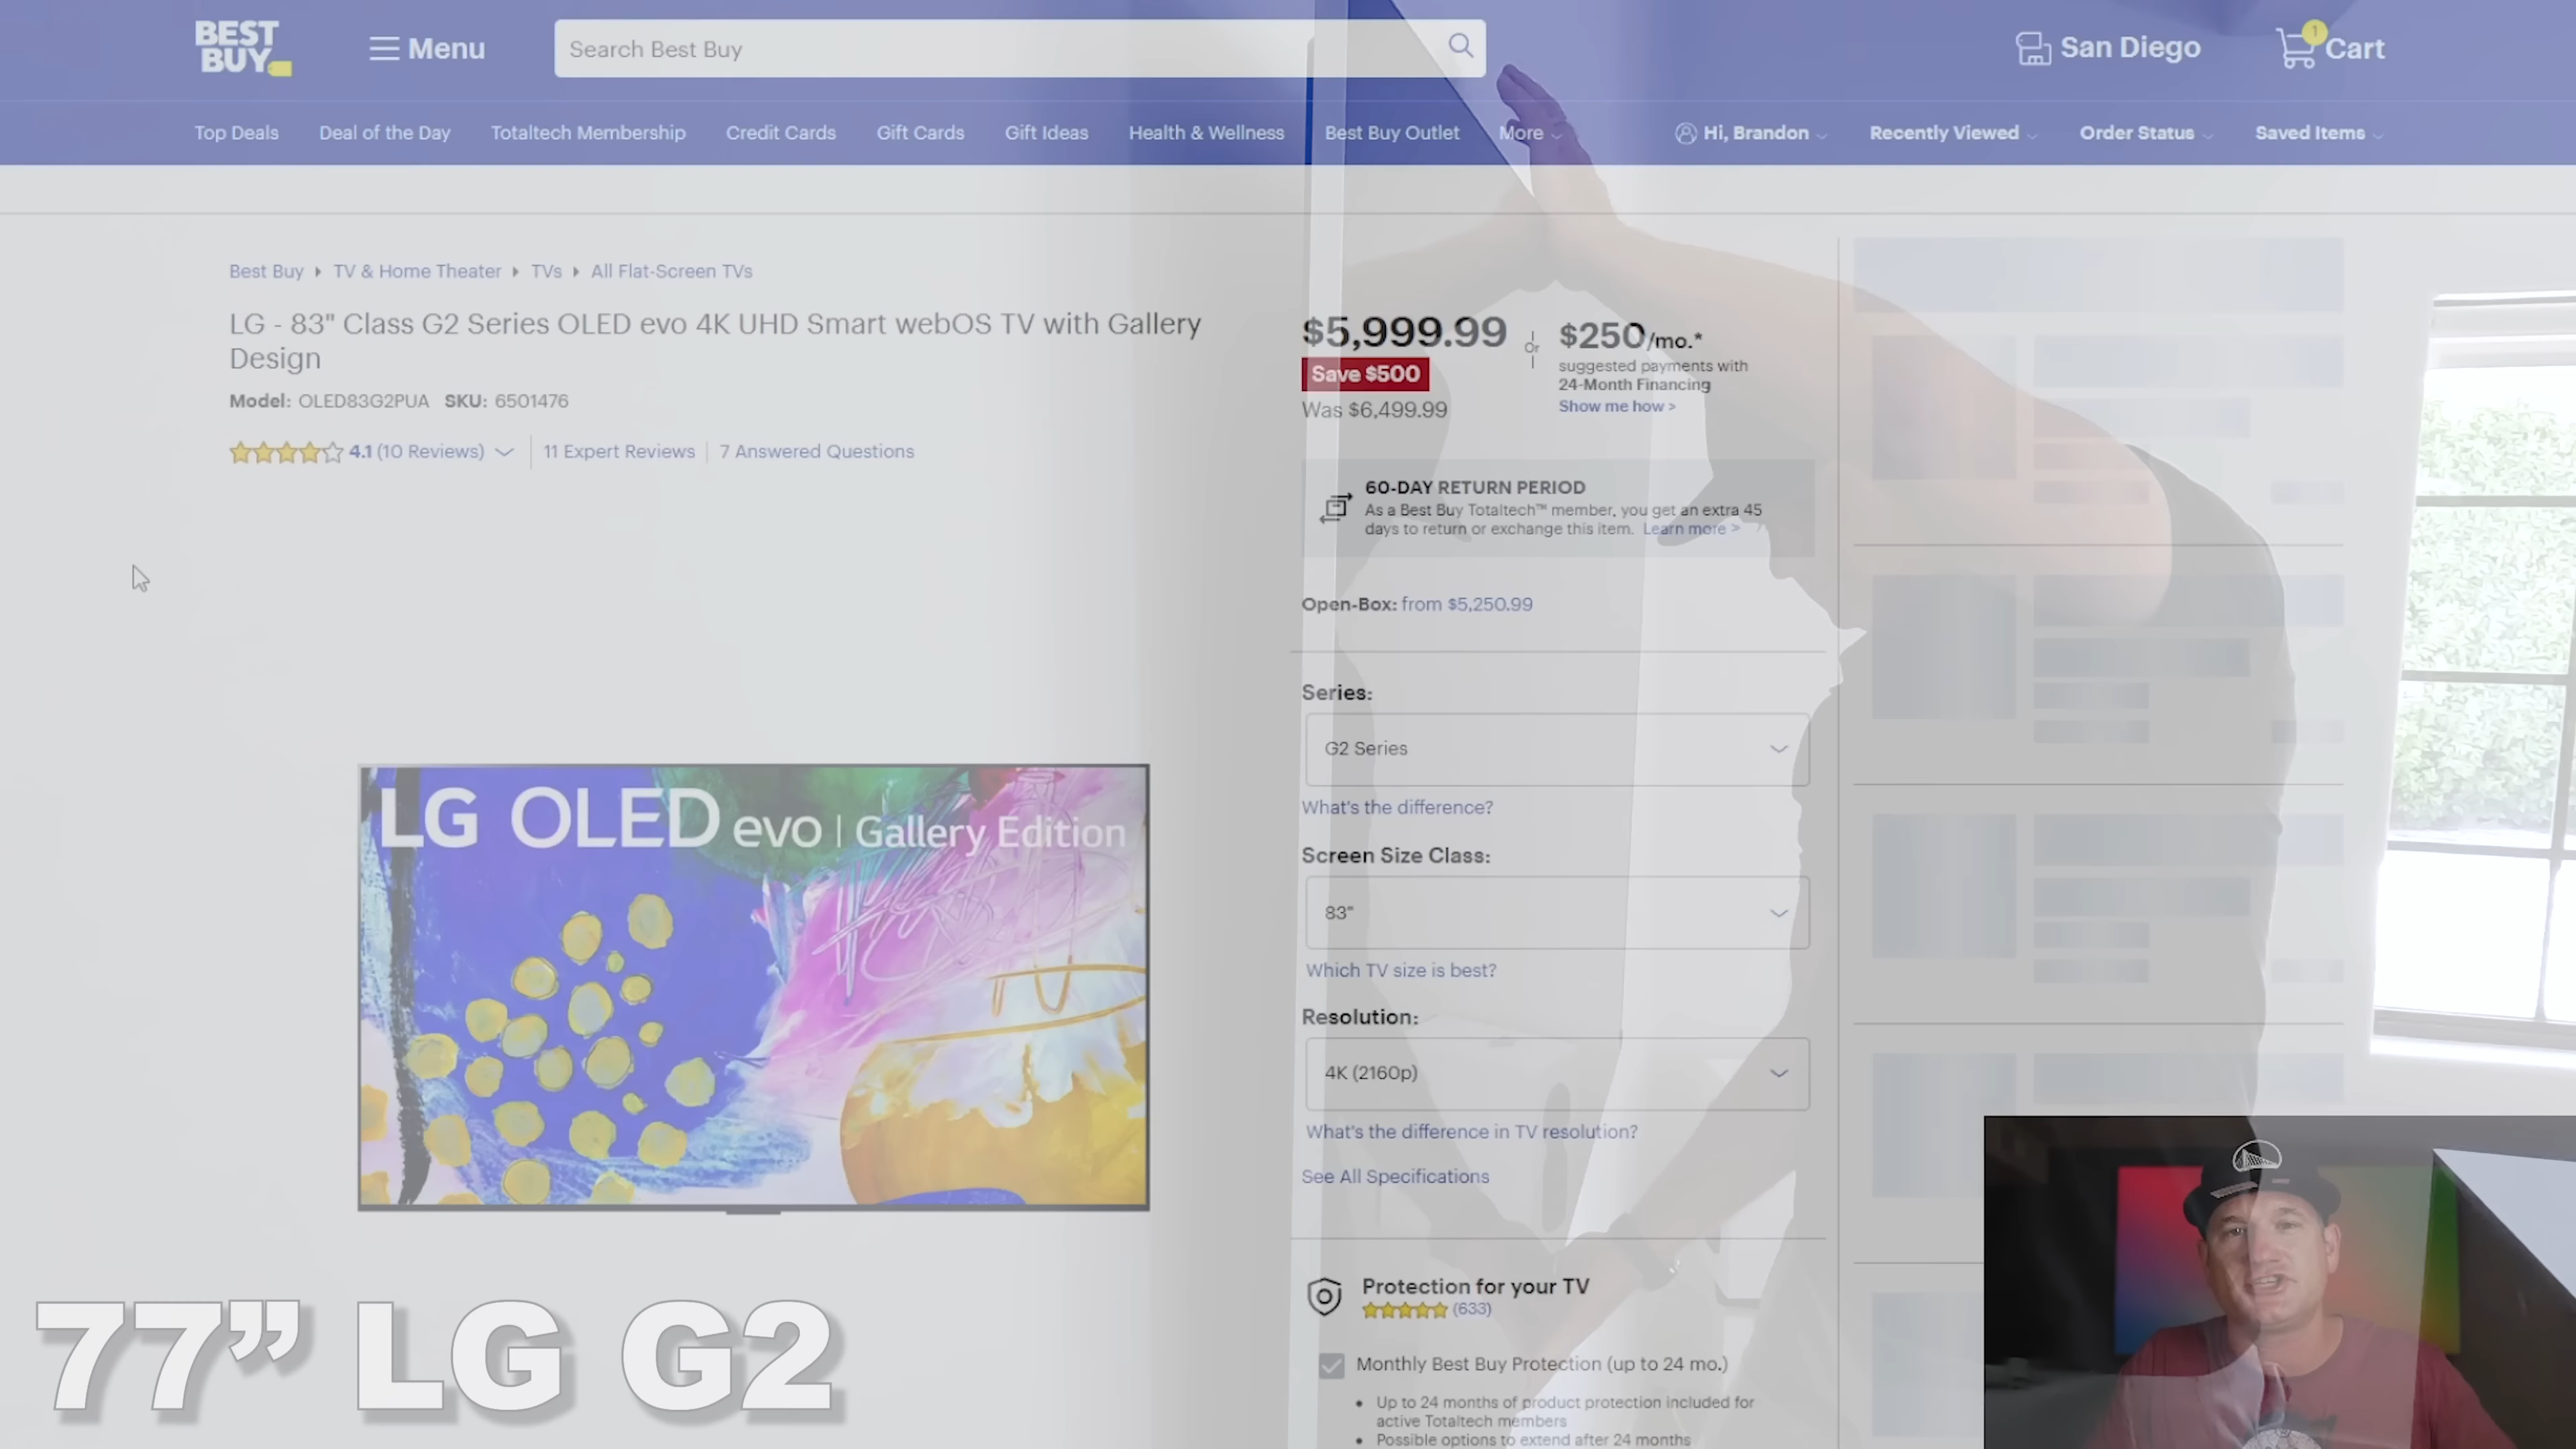 BEST
BUY
Menu
Search Best Buy
San Diego
1
Cart
Top Deals
Deal of the Day
Totaltech Membership
Credit Cards
Gift Cards
Gift Ideas
Health & Wellness
Best Buy Outlet
More
Hi, Brandon
Recently Viewed
Order Status
Saved Items
Best Buy
TV & Home Theater
TVs
All Flat-Screen TVs
LG - 83" Class G2 Series OLED evo 4K UHD Smart webOS TV with Gallery
Design
Model: OLED83G2PUA SKU: 6501476
4.1 (10 Reviews)
11 Expert Reviews
7 Answered Questions
LG OLED evo | Gallery Edition
77” LG G2
$5,999.99
Save $500
Was $6,499.99
Or
$250/mo.*
suggested payments with
24-Month Financing
Show me how >
60-DAY RETURN PERIOD
As a Best Buy Totaltech™ member, you get an extra 45
days to return or exchange this item. Learn more >
Open-Box: from $5,250.99
Series:
G2 Series
What's the difference?
Screen Size Class:
83"
Which TV size is best?
Resolution:
4K (2160p)
What's the difference in TV resolution?
See All Specifications
Protection for your TV
(633)
Monthly Best Buy Protection (up to 24 mo.)
• Up to 24 months of product protection included for
active Totaltech members
• Possible options to extend after 24 months